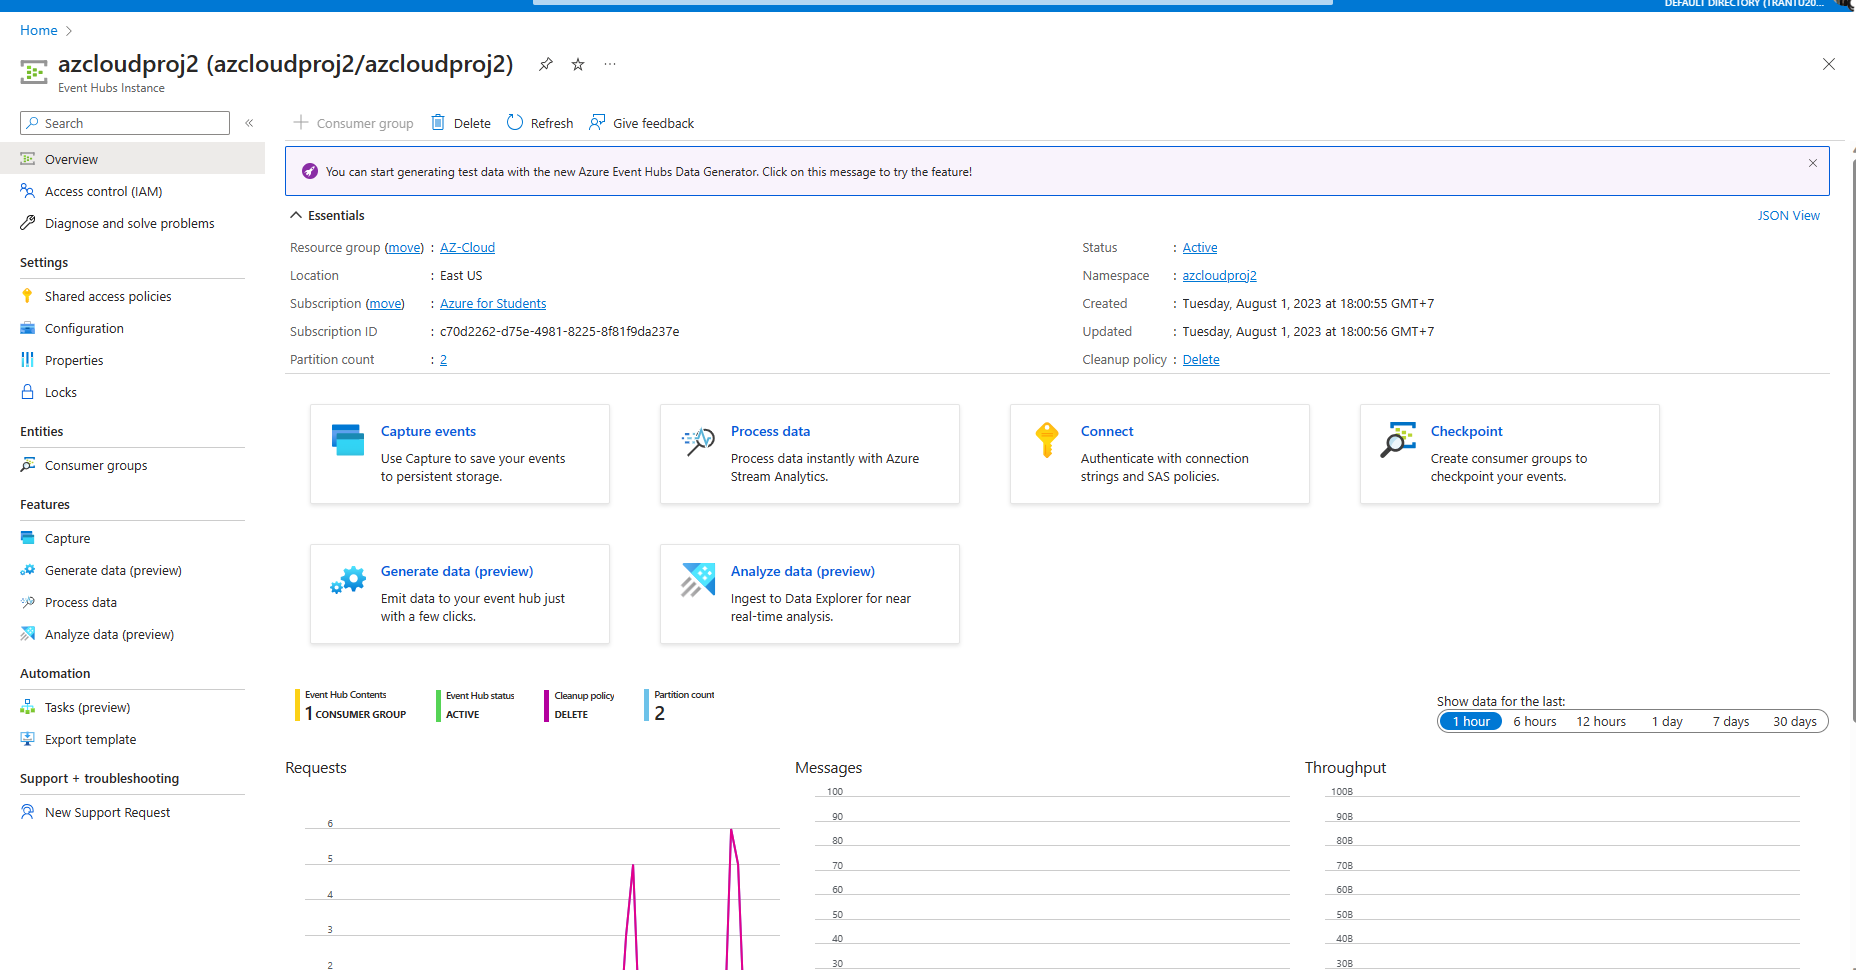 DEFAULT DIRECTORY (TRANTU20...
Home
azcloudproj2 (azcloudproj2/azcloudproj2)
Event Hubs Instance
Search
Overview
Access control (IAM)
Diagnose and solve problems
Settings
Shared access policies
Configuration
Properties
Locks
Entities
Consumer groups
Features
Capture
Generate data (preview)
Process data
Analyze data (preview)
Automation
Tasks (preview)
Export template
Support + troubleshooting
New Support Request
Consumer group Delete Refresh Give feedback
You can start generating test data with the new Azure Event Hubs Data Generator. Click on this message to try the feature!
Essentials
JSON View
Resource group (move) : AZ-Cloud
Location : East US
Subscription (move) : Azure for Students
Subscription ID : c70d2262-d75e-4981-8225-8f81f9da237e
Partition count : 2
Status : Active
Namespace : azcloudproj2
Created : Tuesday, August 1, 2023 at 18:00:55 GMT+7
Updated : Tuesday, August 1, 2023 at 18:00:56 GMT+7
Cleanup policy : Delete
Capture events
Use Capture to save your events
to persistent storage.
Process data
Process data instantly with Azure
Stream Analytics.
Connect
Authenticate with connection
strings and SAS policies.
Checkpoint
Create consumer groups to
checkpoint your events.
Generate data (preview)
Emit data to your event hub just
with a few clicks.
Analyze data (preview)
Ingest to Data Explorer for near
real-time analysis.
Event Hub Contents
1 CONSUMER GROUP
Event Hub status
ACTIVE
Cleanup policy
DELETE
Partition count
2
Show data for the last:
1 hour 6 hours 12 hours 1 day 7 days 30 days
Requests
6
5
4
3
2
Messages
100
90
80
70
60
50
40
30
Throughput
100B
90B
80B
70B
60B
50B
40B
30B